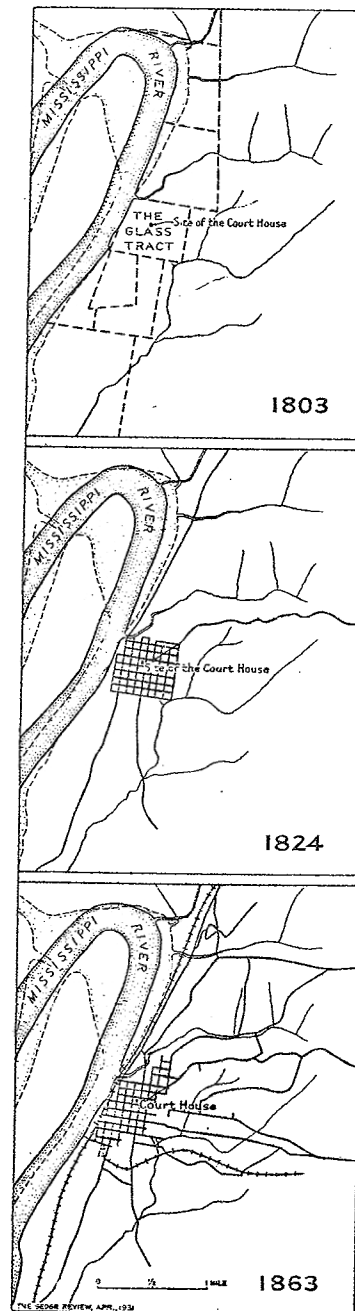 MISSISSIPPI
RIVER
THE
GLASS
TRACT
Site of the Court House
1803
MISSISSIPPI
RIVER
Site of the Court House
1824
MISSISSIPPI
RIVER
Court House
0 ½ 1 MILE
THE GEOGR. REVIEW, APR., 1931
1863